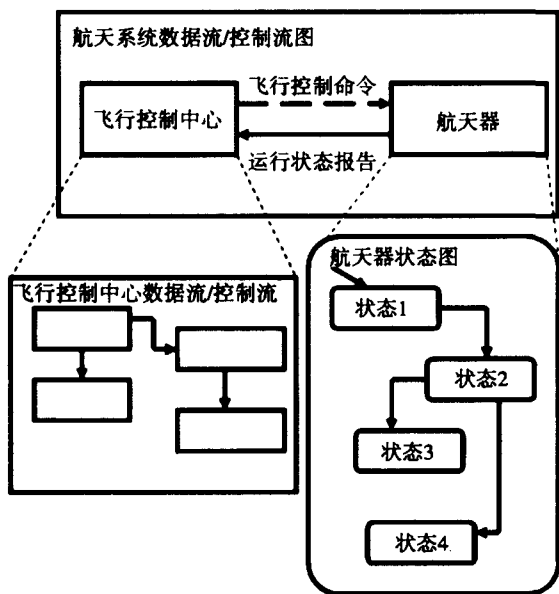 航天系统数据流/控制流图
飞行控制命令
飞行控制中心
航天器
运行状态报告
飞行控制中心数据流/控制流
航天器状态图
状态1
状态2
状态3
状态4